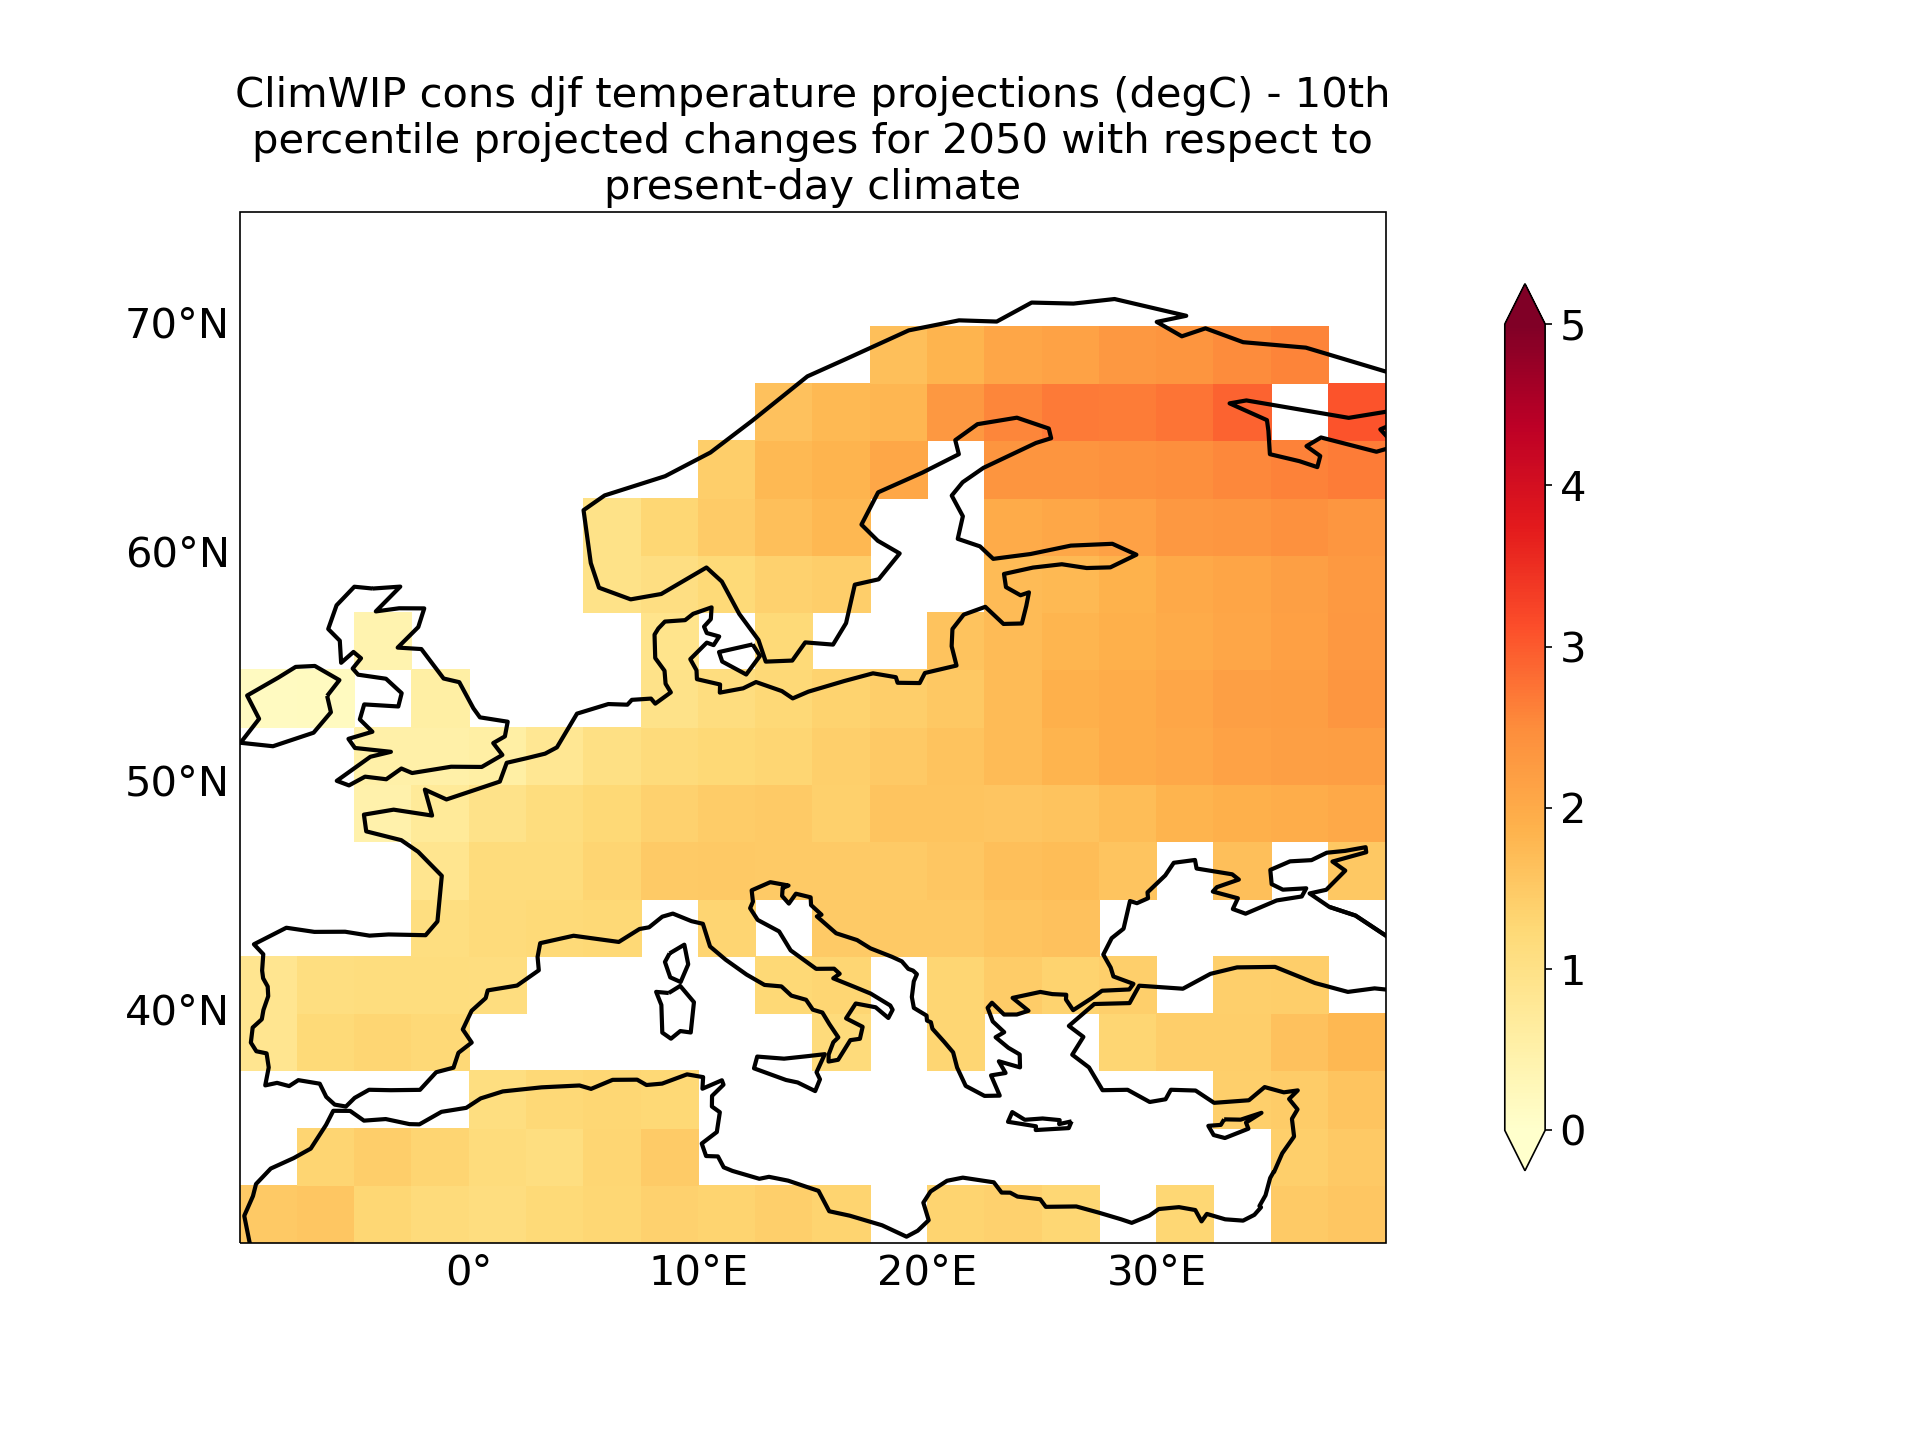 ClimWIP cons djf temperature projections (degC) - 10th
percentile projected changes for 2050 with respect to
present-day climate
70°N
60°N
50°N
40°N
0°
10°E
20°E
30°E
5
4
3
2
1
0